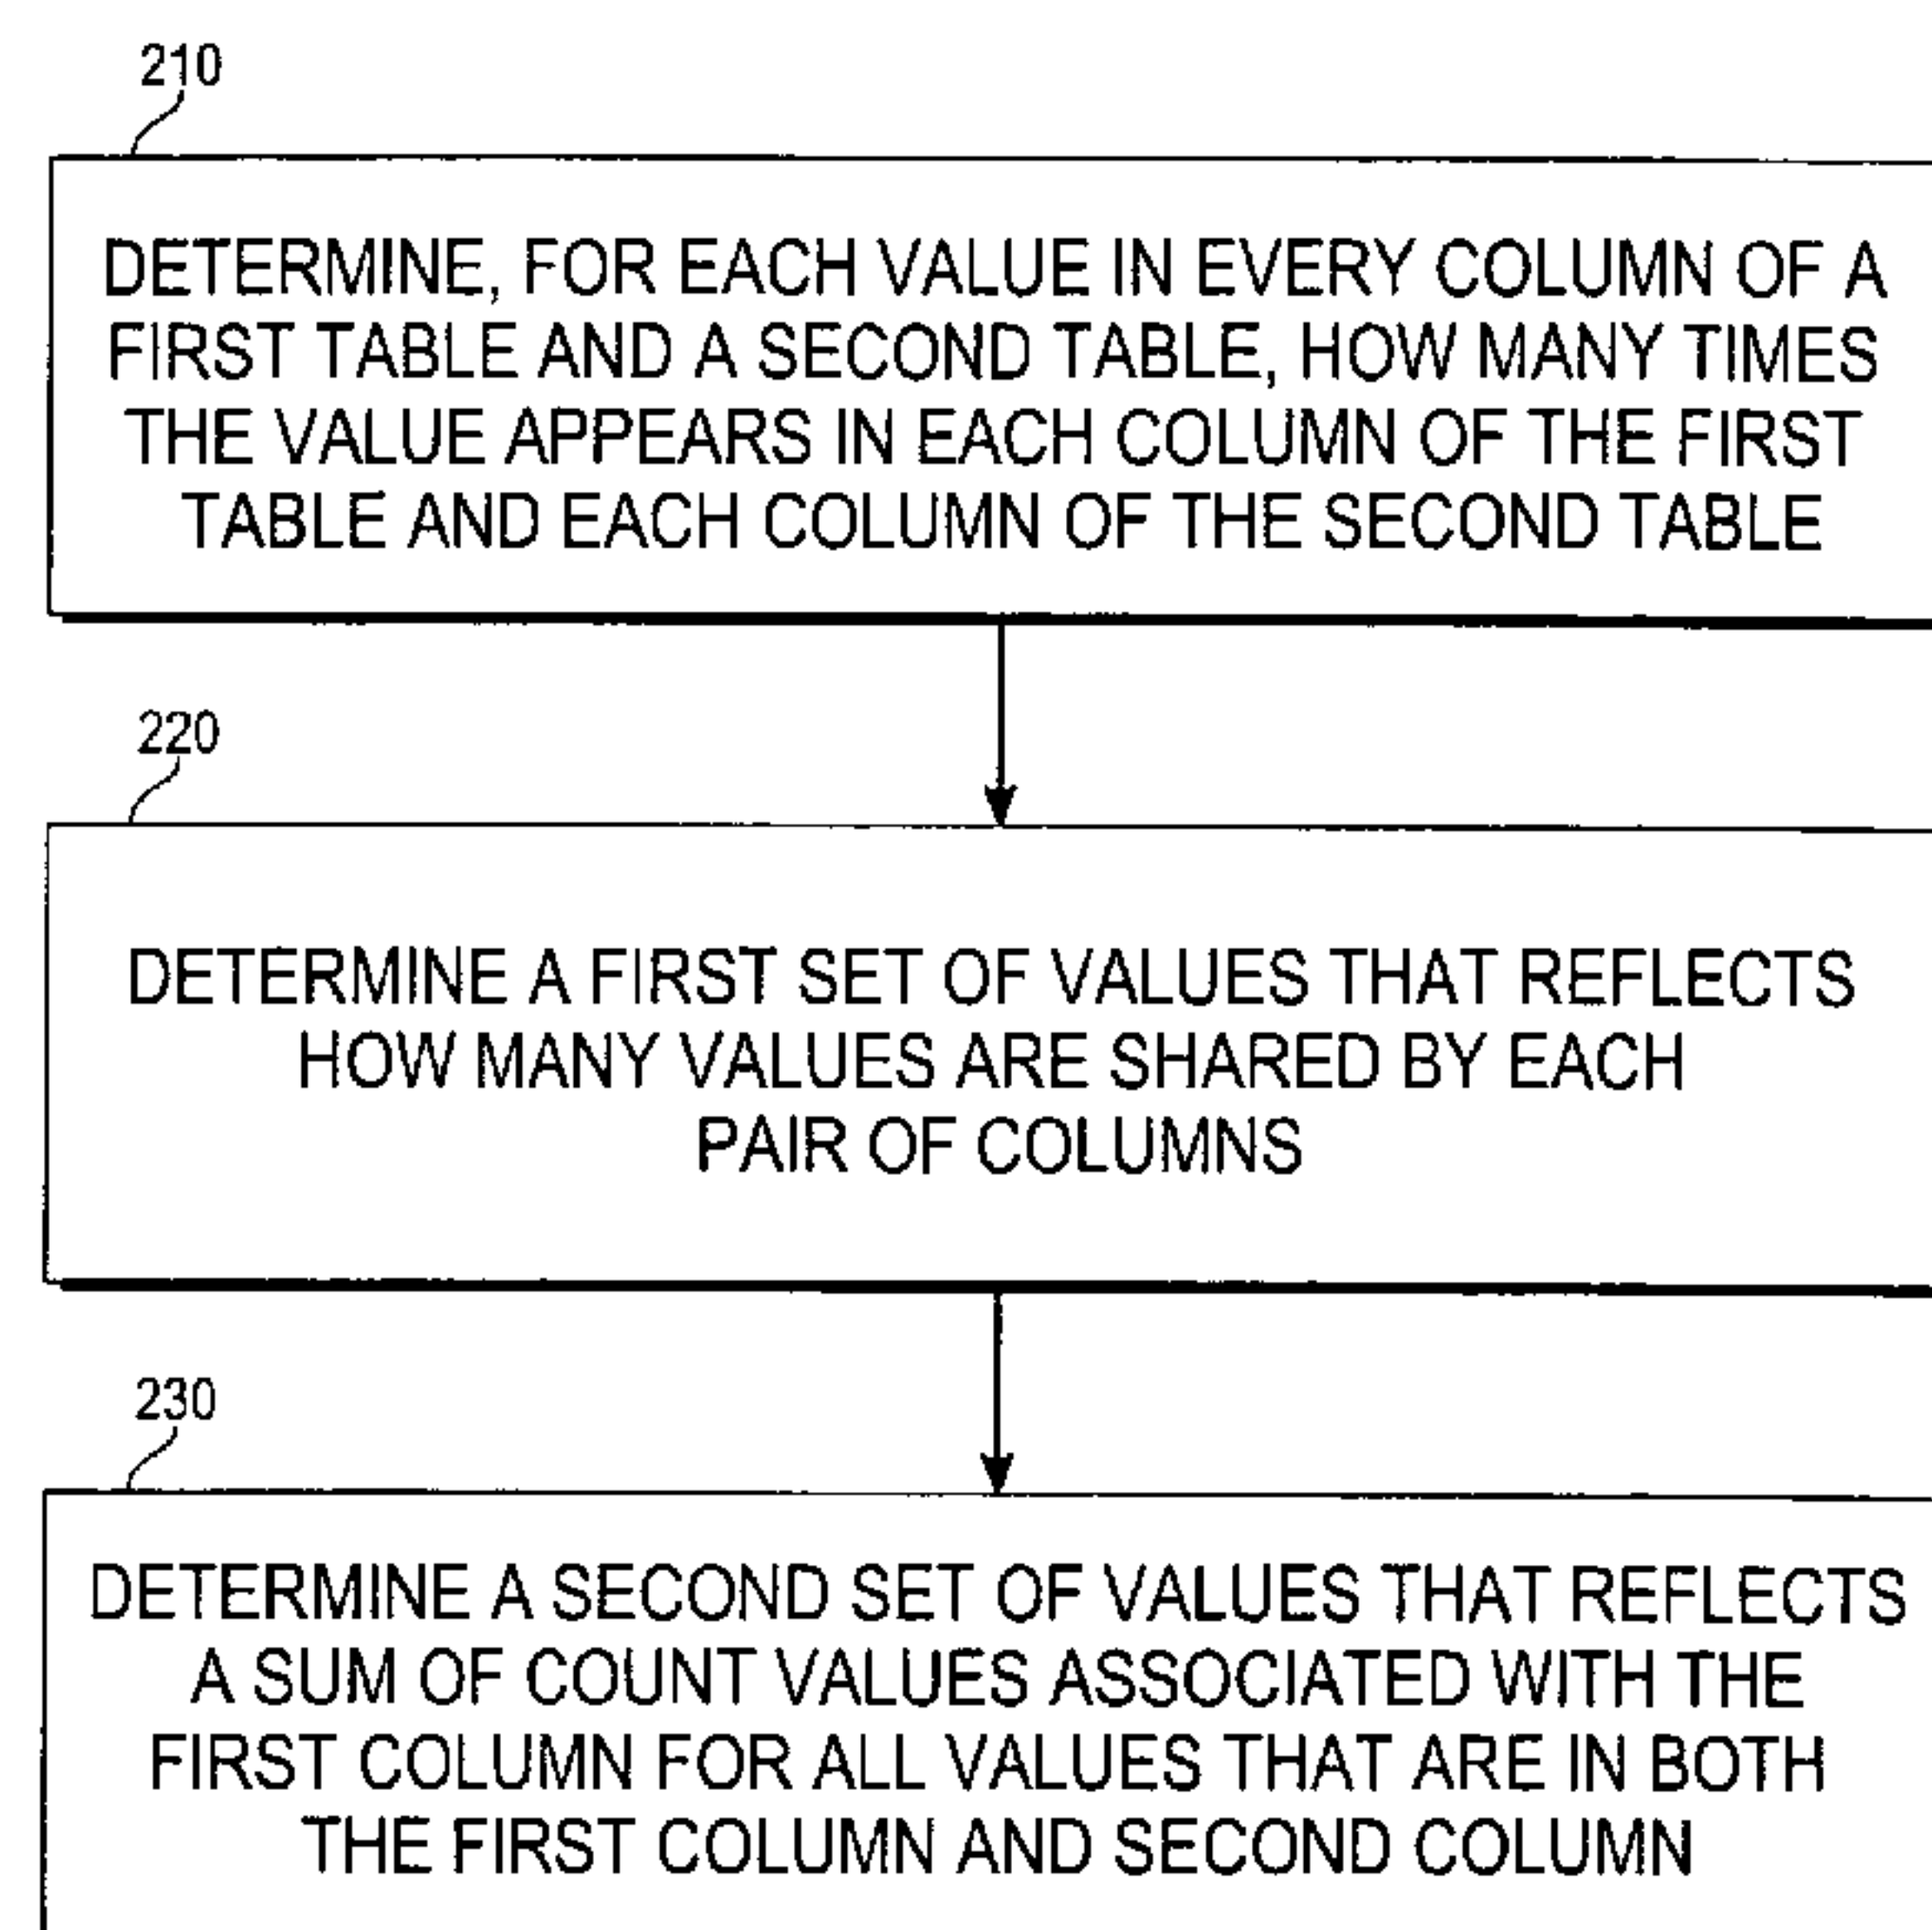 210
DETERMINE, FOR EACH VALUE IN EVERY COLUMN OF A
FIRST TABLE AND A SECOND TABLE, HOW MANY TIMES
THE VALUE APPEARS IN EACH COLUMN OF THE FIRST
TABLE AND EACH COLUMN OF THE SECOND TABLE
220
DETERMINE A FIRST SET OF VALUES THAT REFLECTS
HOW MANY VALUES ARE SHARED BY EACH
PAIR OF COLUMNS
230
DETERMINE A SECOND SET OF VALUES THAT REFLECTS
A SUM OF COUNT VALUES ASSOCIATED WITH THE
FIRST COLUMN FOR ALL VALUES THAT ARE IN BOTH
THE FIRST COLUMN AND SECOND COLUMN